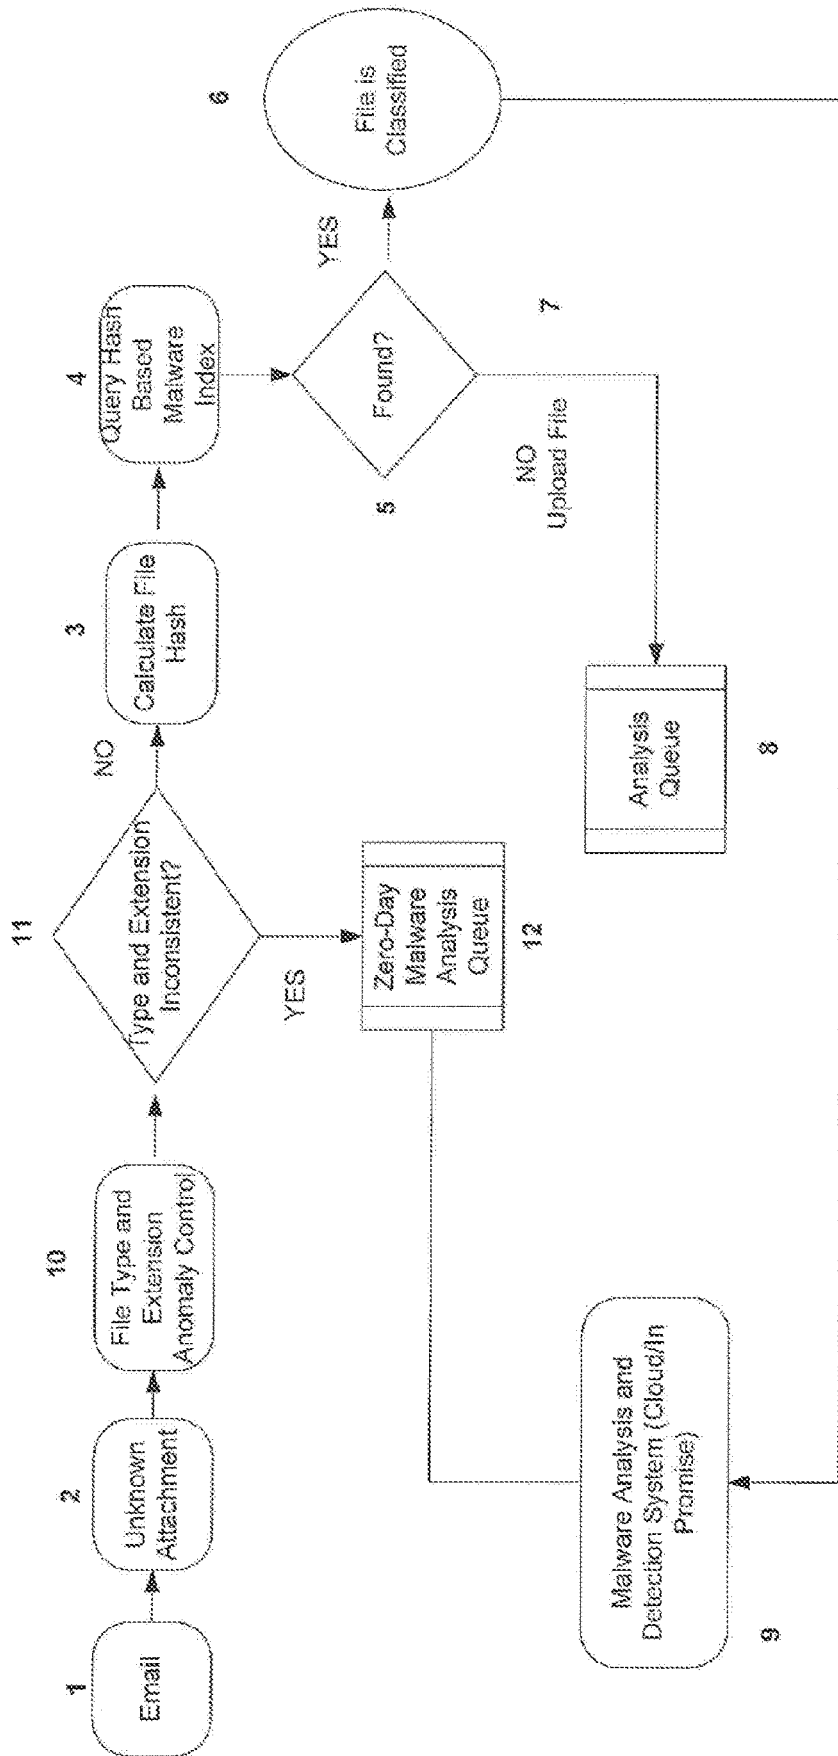 1
Email
2
Unknown
Attachment
10
File Type and
Extension
Anomaly Control
11
Type and Extension
Inconsistent?
NO
YES
3
Calculate File
Hash
4
Query Hash
Based
Malware
Index
5
Found?
YES
6
File is
Classified
7
NO
Upload File
Analysis
Queue
8
Zero-Day
Malware
Analysis
Queue
12
Malware Analysis and
Detection System (Cloud/In
Promise)
9